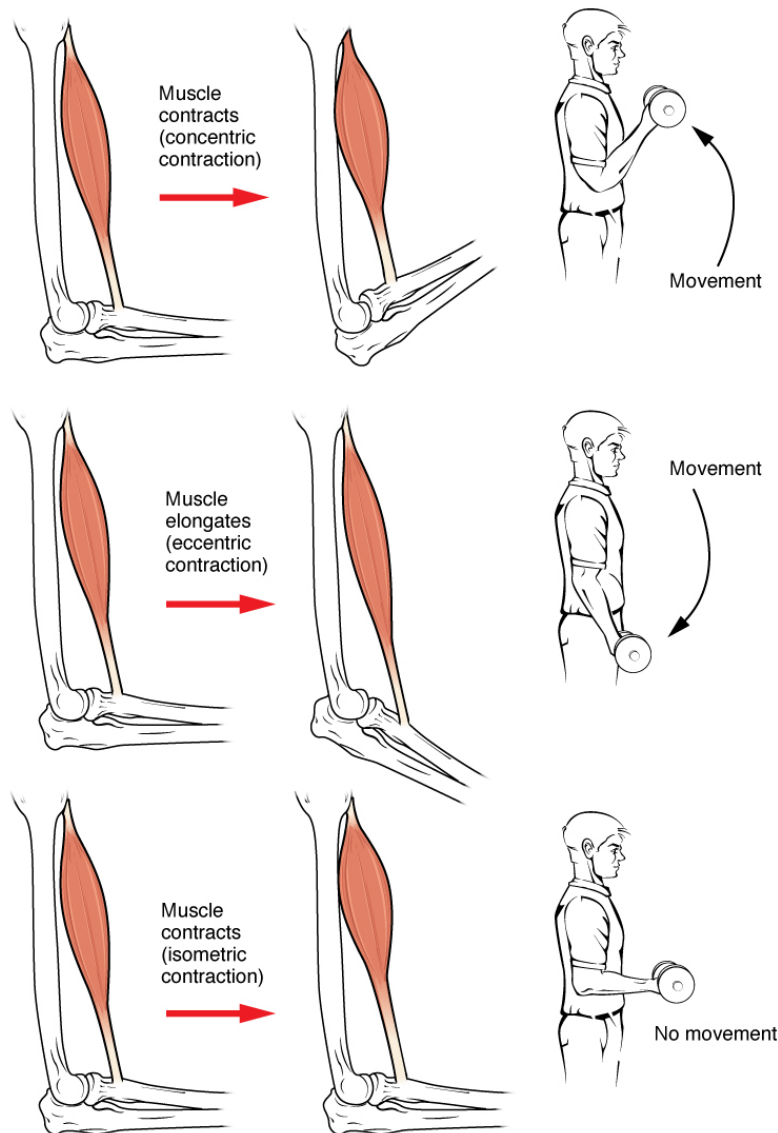 Muscle
contracts
(concentric
contraction)
Movement
Muscle
elongates
(eccentric
contraction)
Movement
Muscle
contracts
(isometric
contraction)
No movement